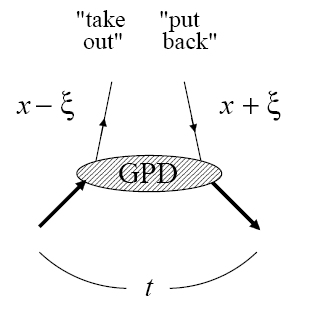 "take "put
out" back"
x − ξ x + ξ
GPD
t